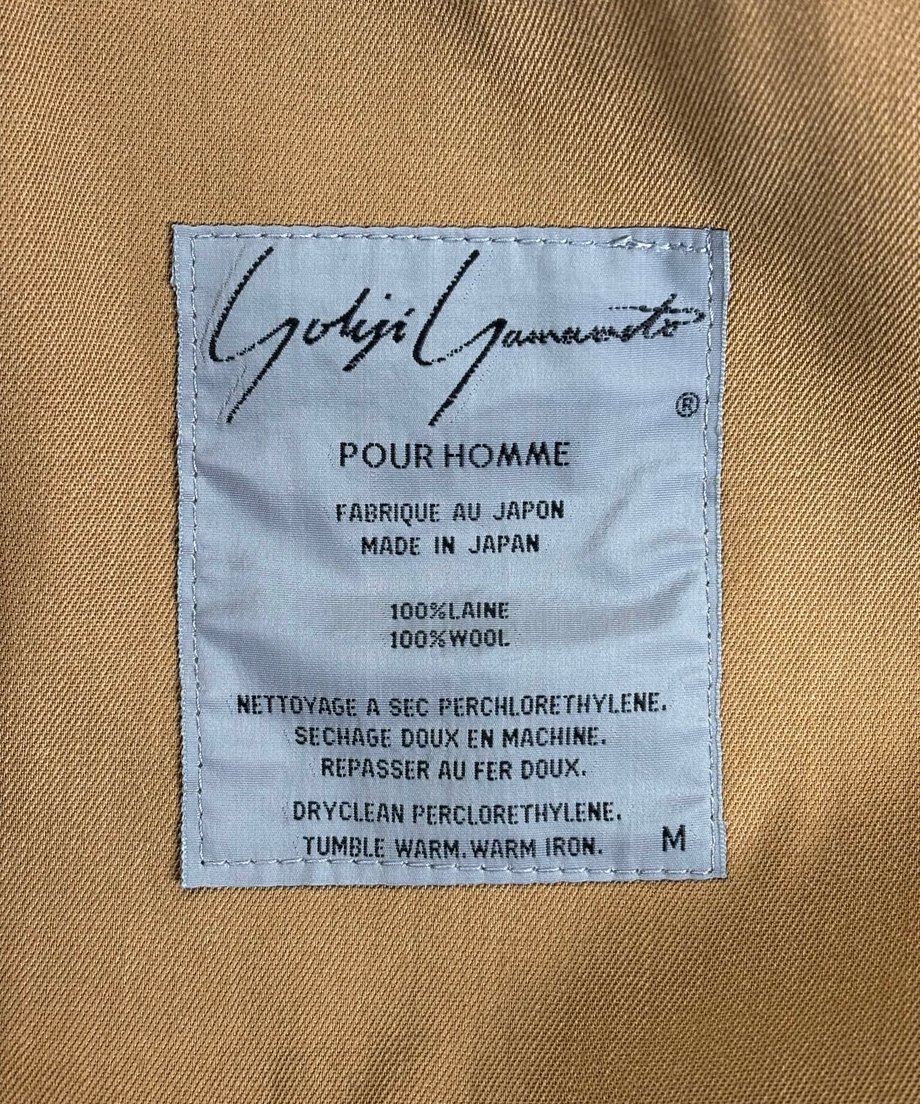 Yohji Yamamoto
®
POUR HOMME
FABRIQUE AU JAPON
MADE IN JAPAN
100%LAINE
100%WOOL
NETTOYAGE A SEC PERCHLORETHYLENE.
SECHAGE DOUX EN MACHINE.
REPASSER AU FER DOUX.
DRYCLEAN PERCLORETHYLENE.
TUMBLE WARM. WARM IRON. M